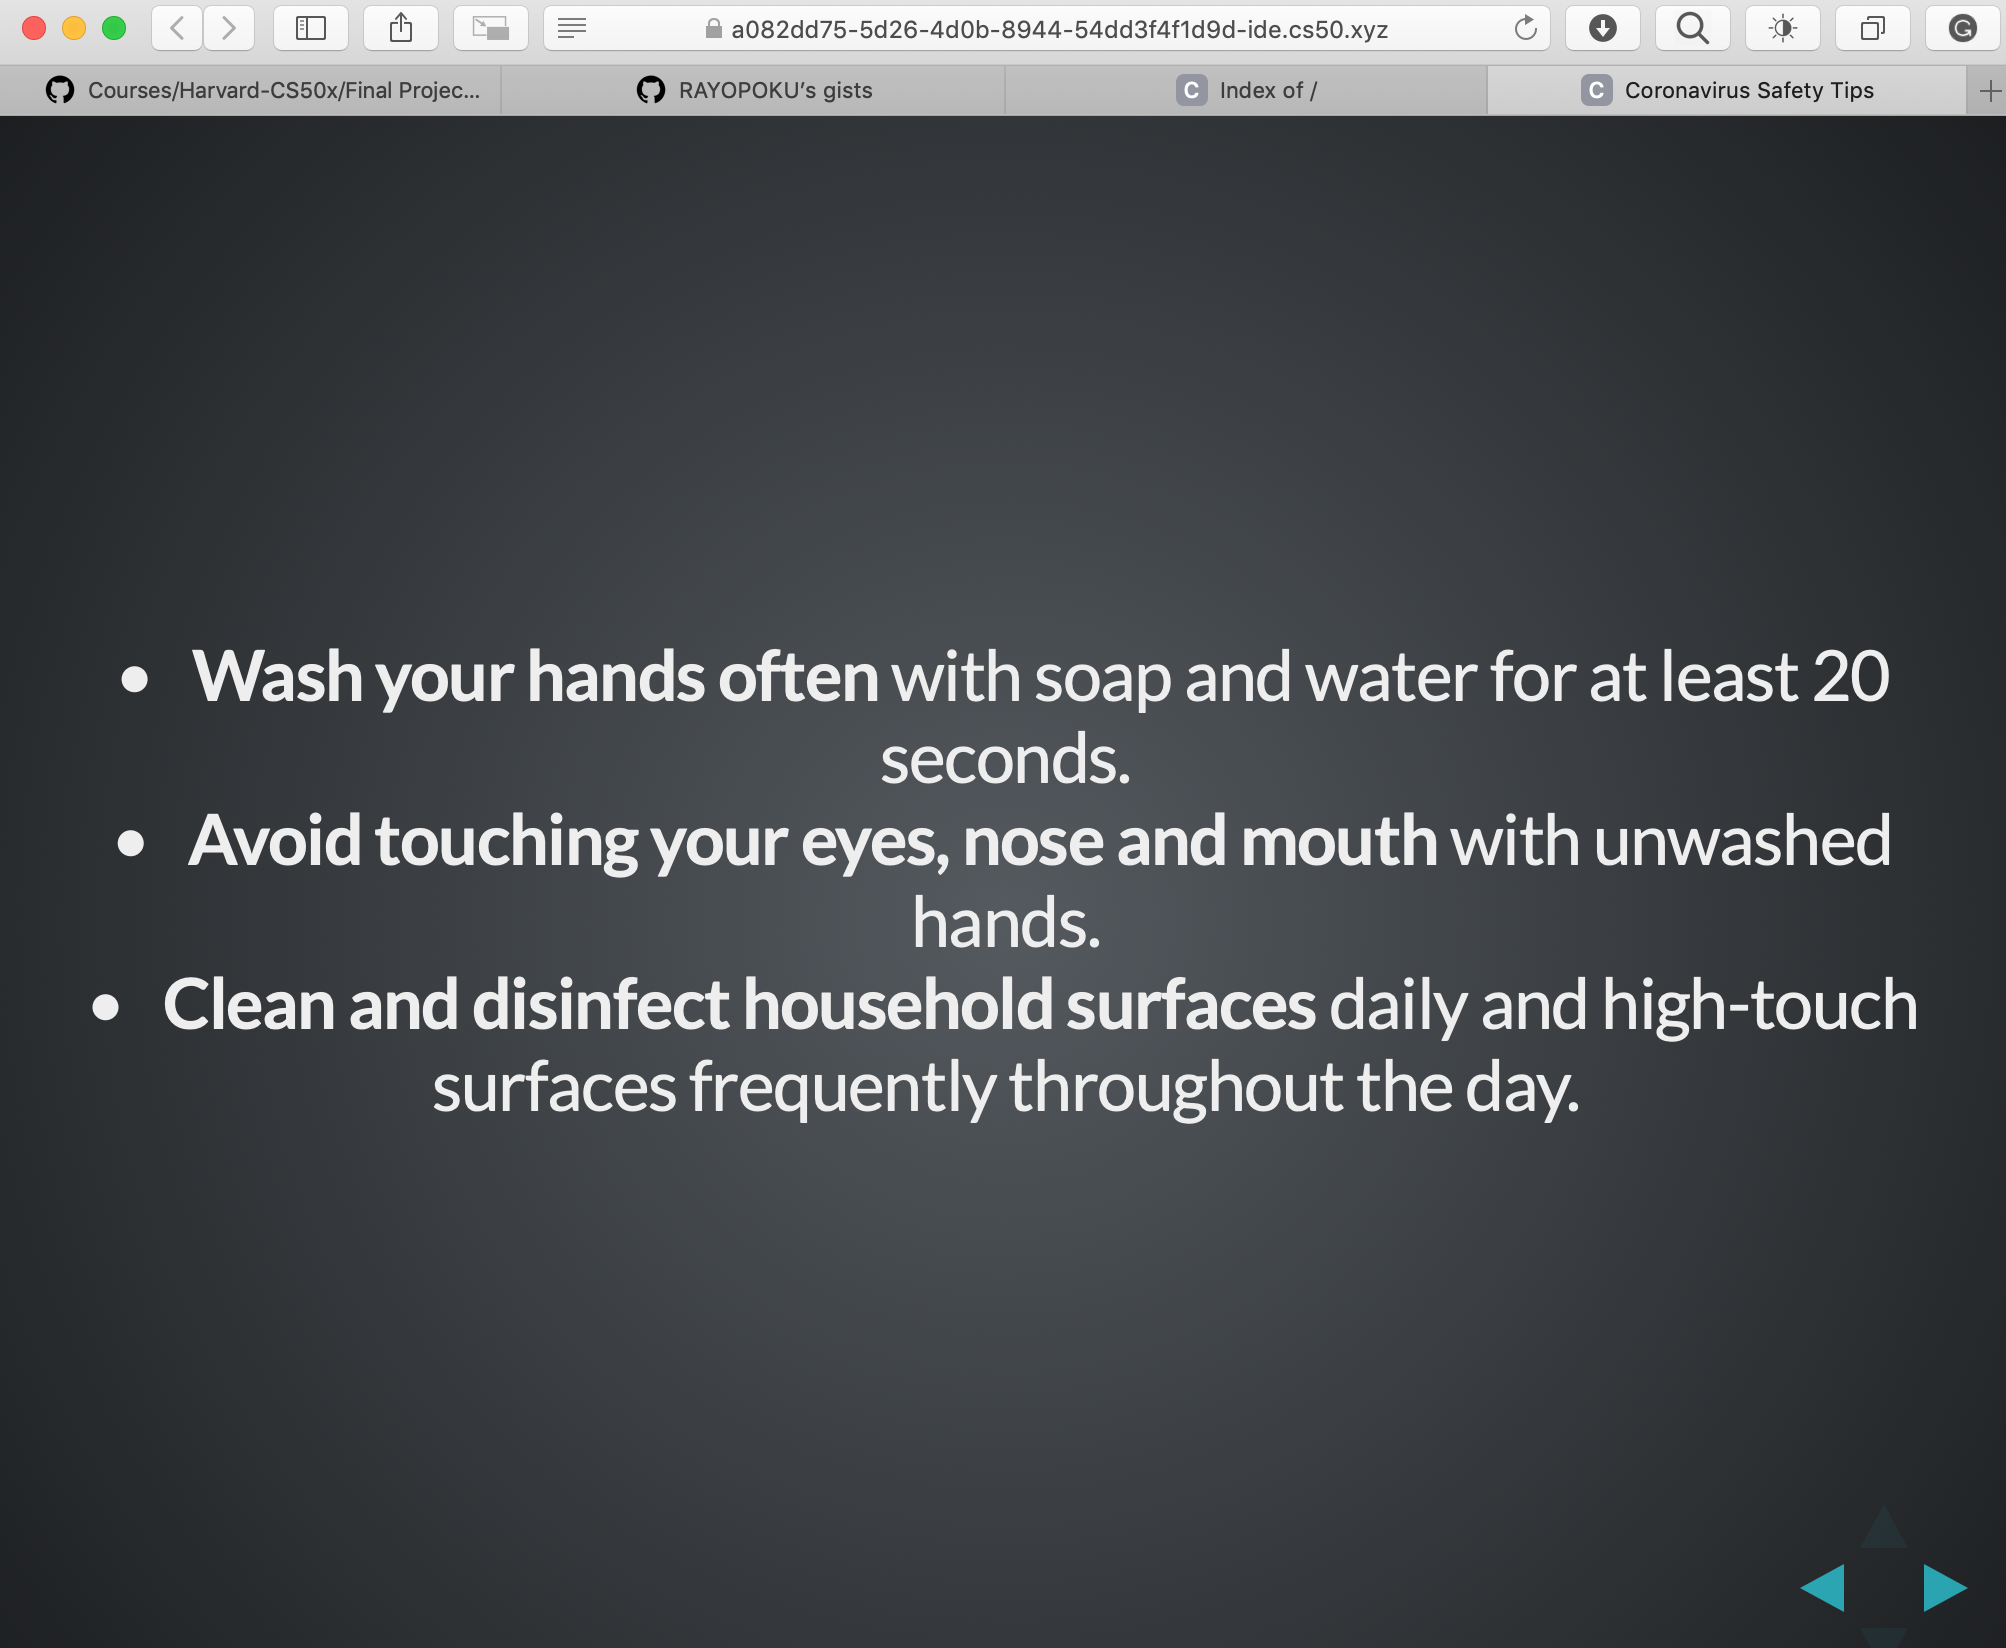 a082dd75-5d26-4d0b-8944-54dd3f4f1d9d-ide.cs50.xyz
Courses/Harvard-CS50x/Final Projec...
RAYOPOKU’s gists
C Index of /
C Coronavirus Safety Tips
• Wash your hands often with soap and water for at least 20
seconds.
• Avoid touching your eyes, nose and mouth with unwashed
hands.
• Clean and disinfect household surfaces daily and high-touch
surfaces frequently throughout the day.